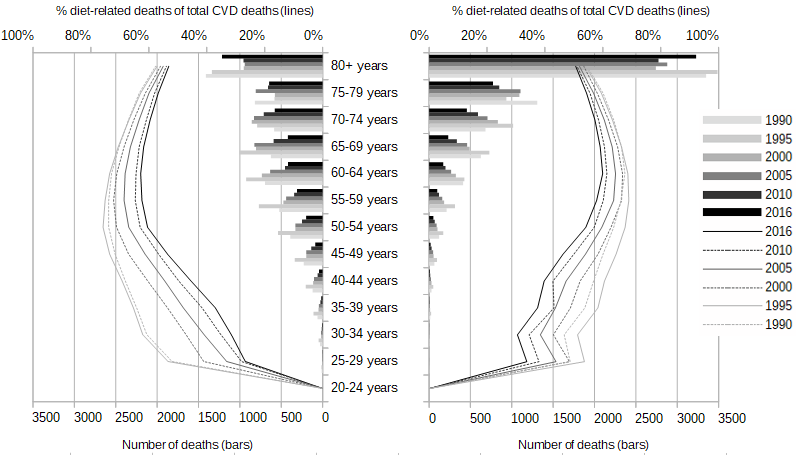 % diet-related deaths of total CVD deaths (lines) % diet-related deaths of total CVD deaths (lines)
100% 80% 60% 40% 20% 0% 0% 20% 40% 60% 80% 100%
80+ years
75-79 years
70-74 years
65-69 years
60-64 years
55-59 years
50-54 years
45-49 years
40-44 years
35-39 years
30-34 years
25-29 years
20-24 years
1990
1995
2000
2005
2010
2016
2016
2010
2005
2000
1995
1990
3500 3000 2500 2000 1500 1000 500 0 0 500 1000 1500 2000 2500 3000 3500
Number of deaths (bars) Number of deaths (bars)